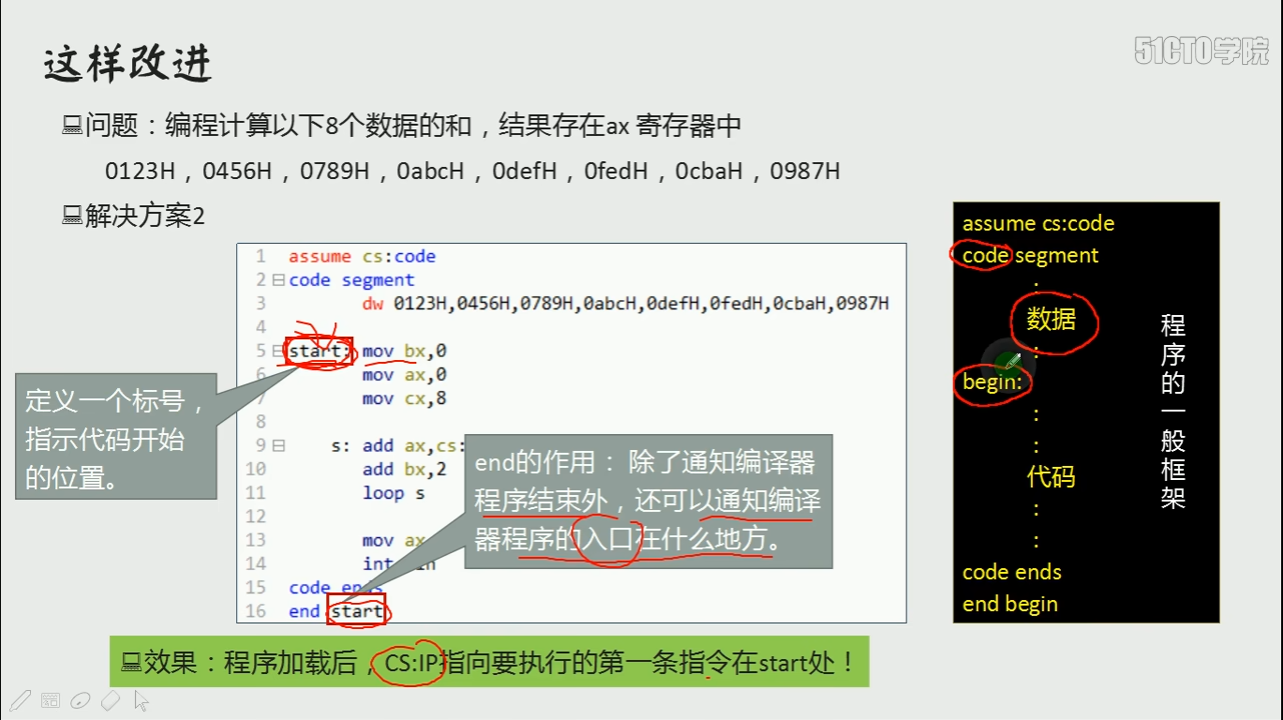 这样改进
51CTO学院
问题：编程计算以下8个数据的和，结果存在ax 寄存器中
0123H，0456H，0789H，0abcH，0defH，0fedH，0cbaH，0987H
解决方案2
1 assume cs:code
2 code segment
3 dw 0123H,0456H,0789H,0abcH,0defH,0fedH,0cbaH,0987H
4
5 start: mov bx,0
6 mov ax,0
7 mov cx,8
8
9 s: add ax,cs:
10 add bx,2
11 loop s
12
13 mov ax
14 int
15 code ends
16 end start
定义一个标号，
指示代码开始
的位置。
end的作用： 除了通知编译器
程序结束外，还可以通知编译
器程序的入口在什么地方。
assume cs:code
code segment
:
数据
:
begin:
:
:
代码
:
:
code ends
end begin
程序的一般框架
效果：程序加载后，CS:IP指向要执行的第一条指令在start处！